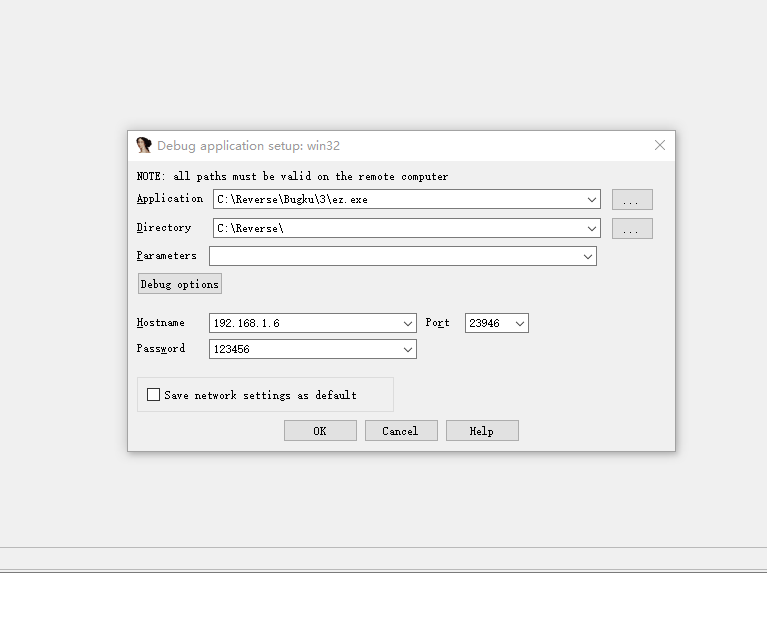 Debug application setup: win32
NOTE: all paths must be valid on the remote computer
Application C:\Reverse\Bugku\3\ez.exe ...
Directory C:\Reverse\ ...
Parameters
Debug options
Hostname 192.168.1.6 Port 23946
Password 123456
Save network settings as default
OK Cancel Help